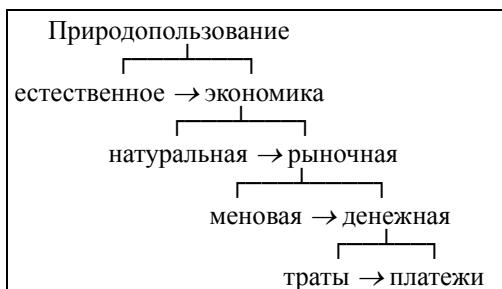 Природопользование
естественное → экономика
натуральная → рыночная
меновая → денежная
траты → платежи